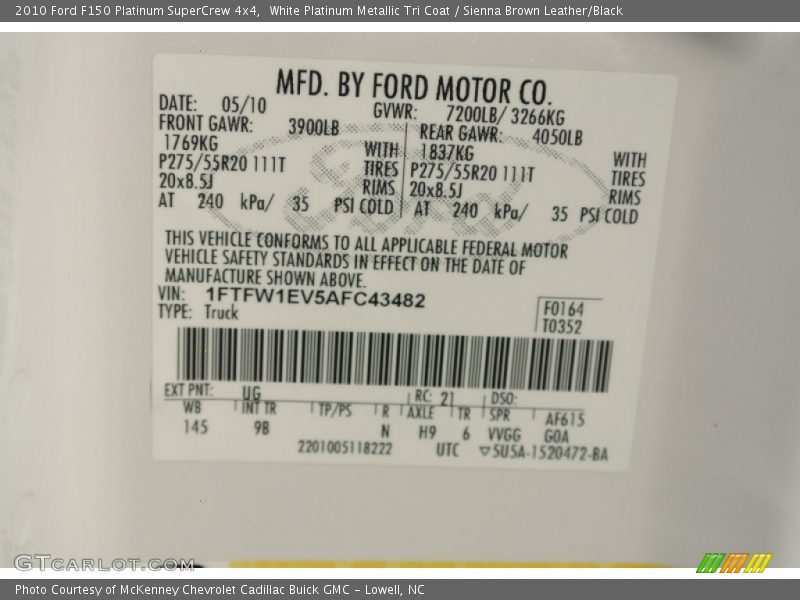 2010 Ford F150 Platinum SuperCrew 4x4,  White Platinum Metallic Tri Coat / Sienna Brown Leather/Black
MFD. BY FORD MOTOR CO.
DATE: 05/10 GVWR: 7200LB/ 3266KG
FRONT GAWR: 3900LB REAR GAWR: 4050LB
1769KG WITH 1837KG WITH
P275/55R20 111T TIRES P275/55R20 111T TIRES
20x8.5J RIMS 20x8.5J RIMS
AT 240 kPa/ 35 PSI COLD AT 240 kPa/ 35 PSI COLD
THIS VEHICLE CONFORMS TO ALL APPLICABLE FEDERAL MOTOR
VEHICLE SAFETY STANDARDS IN EFFECT ON THE DATE OF
MANUFACTURE SHOWN ABOVE.
VIN: 1FTFW1EV5AFC43482
TYPE: Truck
F0164
T0352
EXT PNT: UG RC: 21 DSO:
WB INT TR TP/PS R AXLE TR SPR AF615
145 9B N H9 6 VVGG GOA
2201005118222 UTC ▽5U5A-1520472-BA
Ford
GTCARLOT.COM
Photo Courtesy of McKenney Chevrolet Cadillac Buick GMC - Lowell, NC